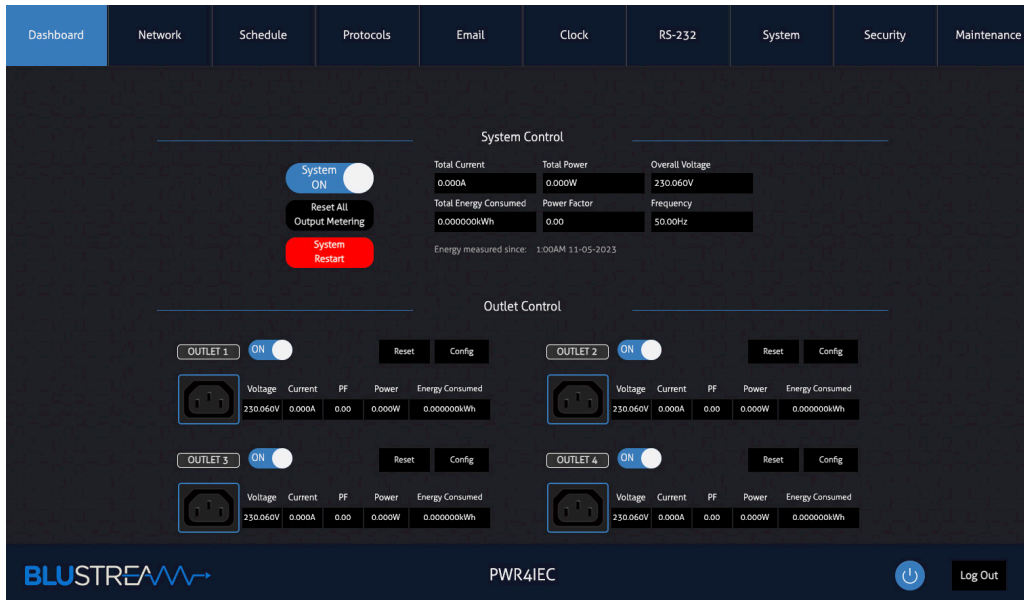 Dashboard Network Schedule Protocols Email Clock RS-232 System Security Maintenance
System Control
System ON
Reset All Output Metering
System Restart
Total Current Total Power Overall Voltage
0.000A 0.000W 230.060V
Total Energy Consumed Power Factor Frequency
0.000000kWh 0.00 50.00Hz
Energy measured since: 1:00AM 11-05-2023
Outlet Control
OUTLET 1 ON Reset Config
Voltage Current PF Power Energy Consumed
230.060V 0.000A 0.00 0.000W 0.000000kWh
OUTLET 2 ON Reset Config
Voltage Current PF Power Energy Consumed
230.060V 0.000A 0.00 0.000W 0.000000kWh
OUTLET 3 ON Reset Config
Voltage Current PF Power Energy Consumed
230.060V 0.000A 0.00 0.000W 0.000000kWh
OUTLET 4 ON Reset Config
Voltage Current PF Power Energy Consumed
230.060V 0.000A 0.00 0.000W 0.000000kWh
BLUSTREAM PWR4IEC Log Out